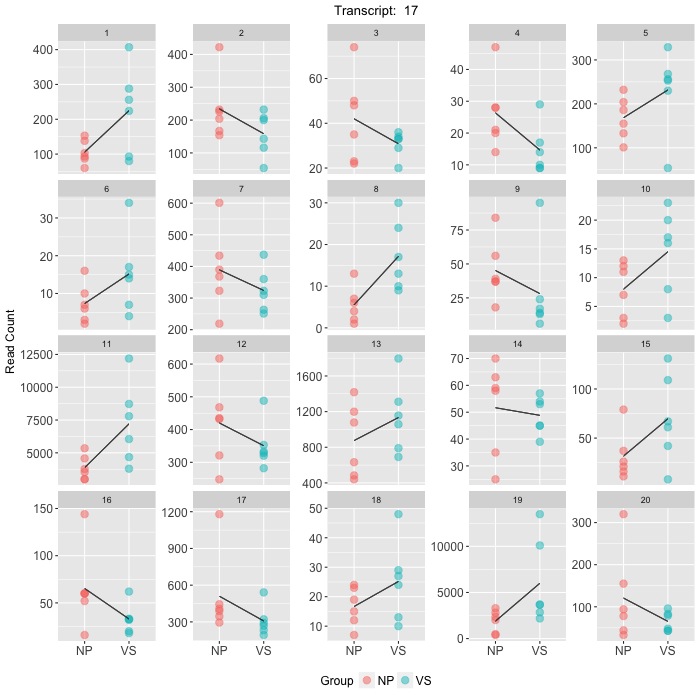 Transcript: 17
1 2 3 4 5
400 300 200 100
400 300 200 100
60 40 20
40 30 20 10
300 200 100
6 7 8 9 10
30 20 10
600 500 400 300 200
30 20 10 0
75 50 25
20 15 10 5
Read Count
11 12 13 14 15
12500 10000 7500 5000
600 500 400 300
1600 1200 800 400
70 60 50 40 30
100 50
16 17 18 19 20
150 100 50
1200 900 600 300
50 40 30 20 10
10000 5000 0
300 200 100
NP VS NP VS NP VS NP VS NP VS
Group NP VS